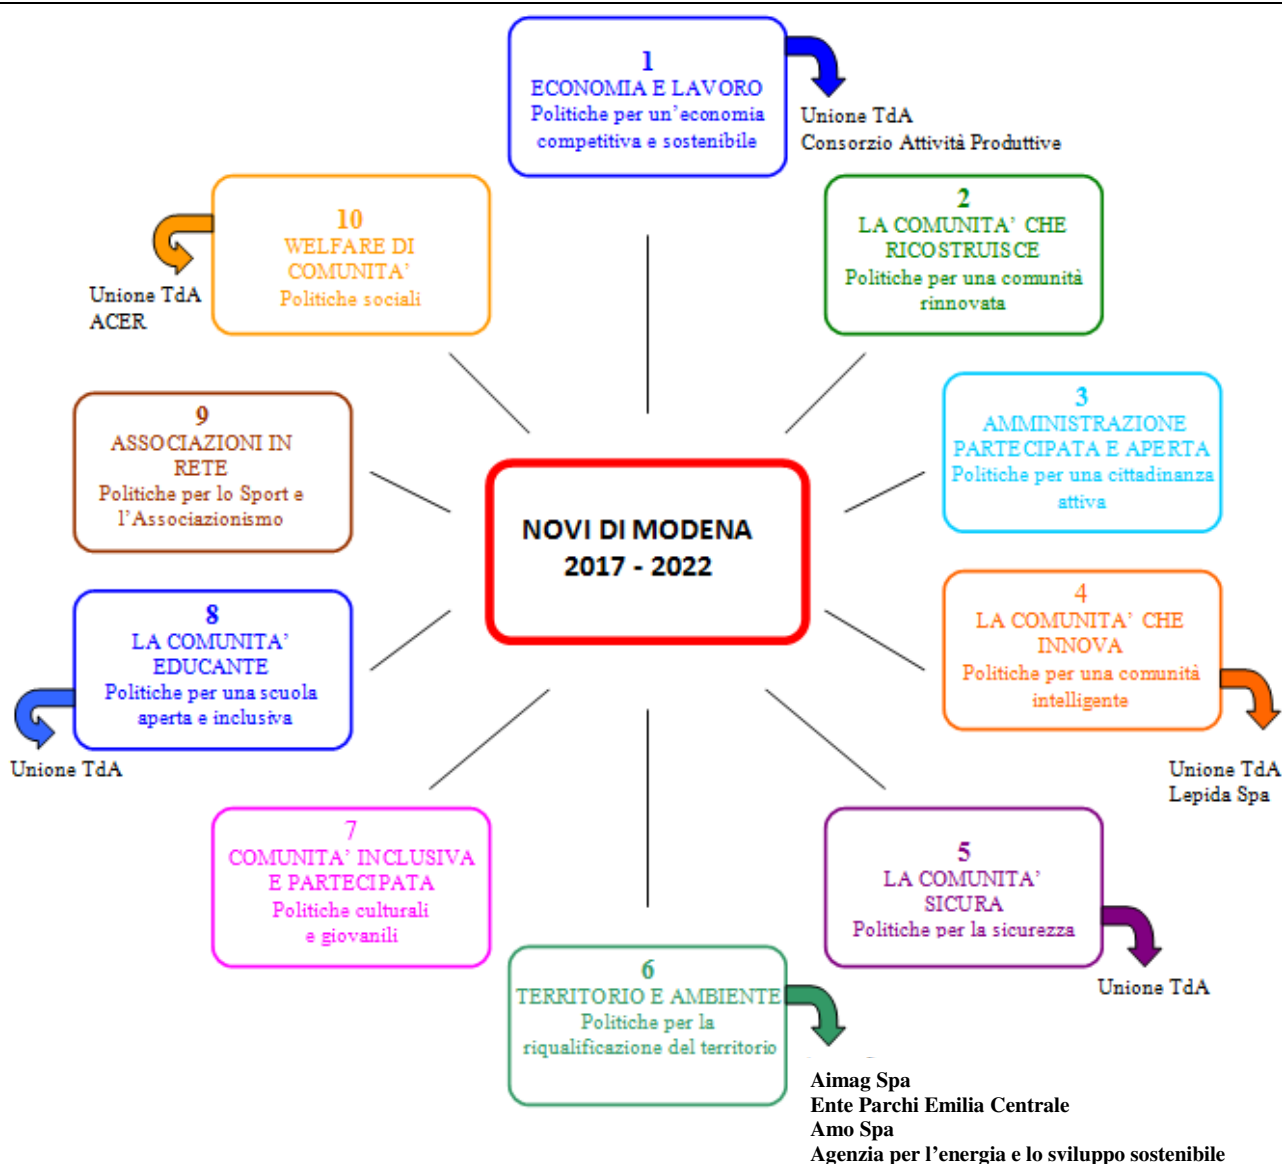 1
ECONOMIA E LAVORO
Politiche per un'economia
competitiva e sostenibile
Unione TdA
Consorzio Attività Produttive
2
LA COMUNITA' CHE
RICOSTRUISCE
Politiche per una comunità
rinnovata
3
AMMINISTRAZIONE
PARTECIPATA E APERTA
Politiche per una cittadinanza
attiva
4
LA COMUNITA' CHE
INNOVA
Politiche per una comunità
intelligente
Unione TdA
Lepida Spa
5
LA COMUNITA'
SICURA
Politiche per la sicurezza
Unione TdA
6
TERRITORIO E AMBIENTE
Politiche per la
riqualificazione del territorio
Aimag Spa
Ente Parchi Emilia Centrale
Amo Spa
Agenzia per l'energia e lo sviluppo sostenibile
7
COMUNITA' INCLUSIVA
E PARTECIPATA
Politiche culturali
e giovanili
8
LA COMUNITA'
EDUCANTE
Politiche per una scuola
aperta e inclusiva
Unione TdA
9
ASSOCIAZIONI IN
RETE
Politiche per lo Sport e
l'Associazionismo
10
WELFARE DI
COMUNITA'
Politiche sociali
Unione TdA
ACER
NOVI DI MODENA
2017 - 2022